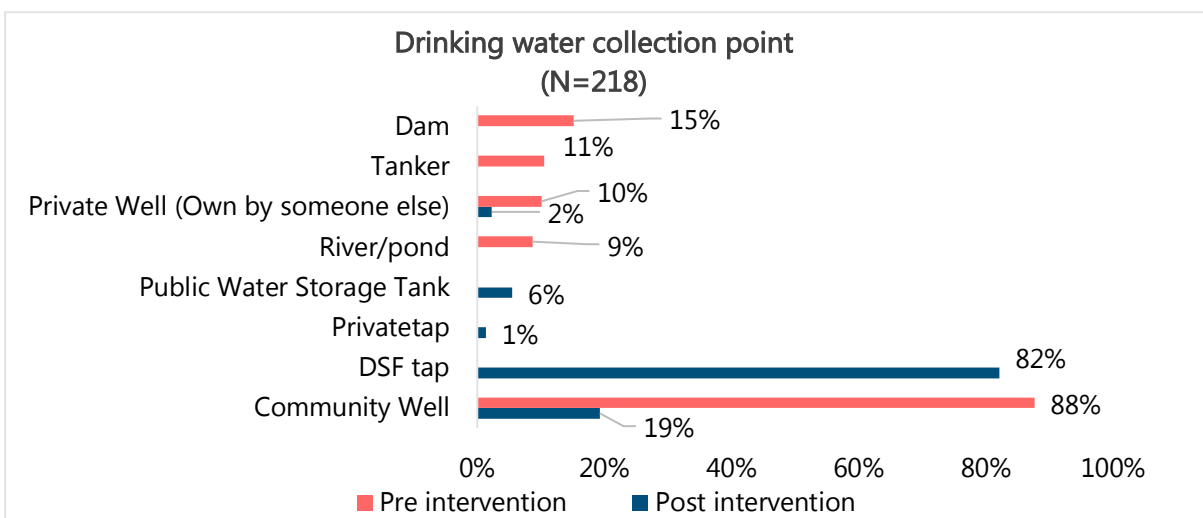 Drinking water collection point
(N=218)
Dam 15%
Tanker 11%
Private Well (Own by someone else) 10%
2%
River/pond 9%
Public Water Storage Tank 6%
Privatetap 1%
DSF tap 82%
Community Well 88%
19%
0% 20% 40% 60% 80% 100%
Pre intervention Post intervention